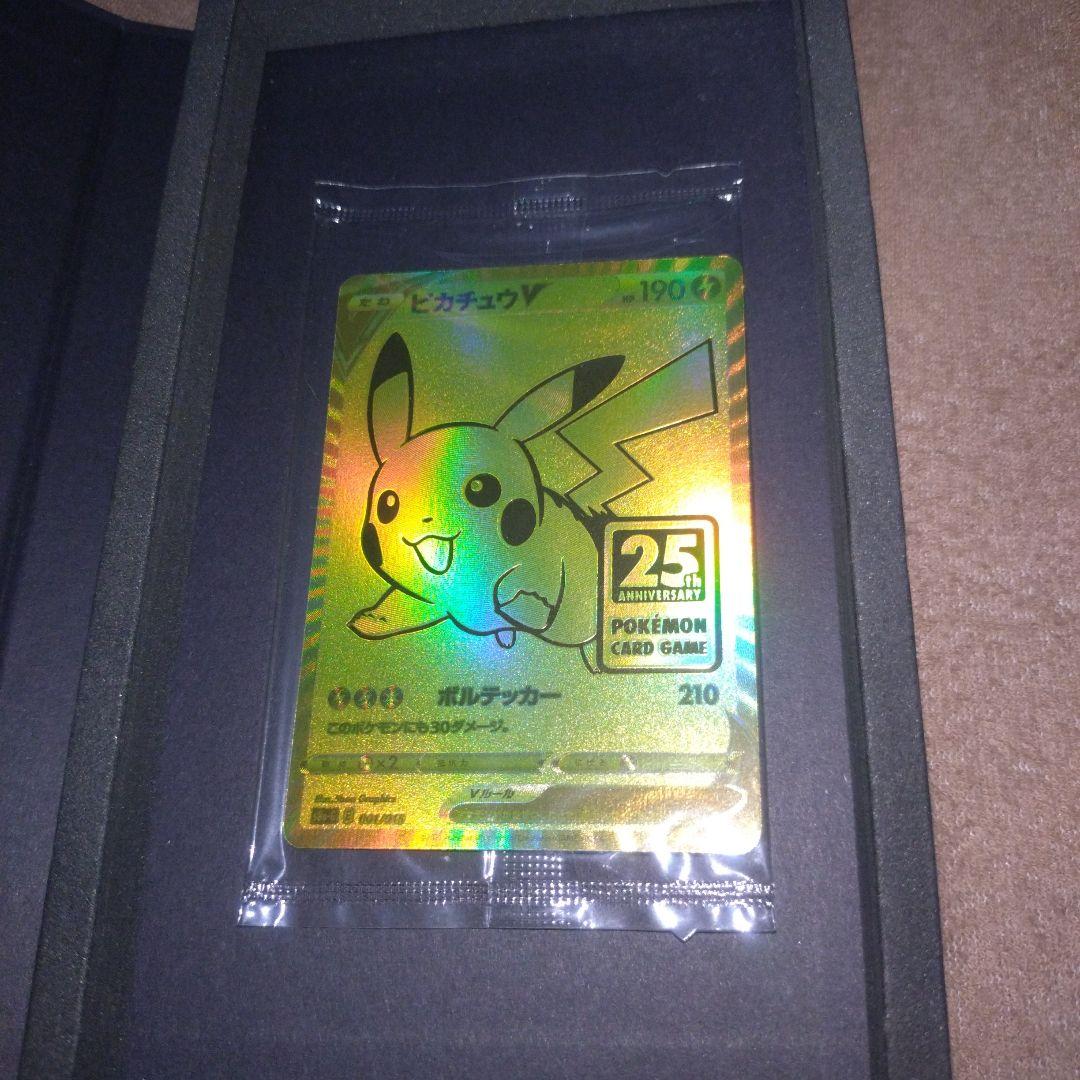 たね ピカチュウV HP 190
25th
ANNIVERSARY
POKÉMON
CARD GAME
ボルテッカー 210
このポケモンにも30ダメージ。
×2
Vルール